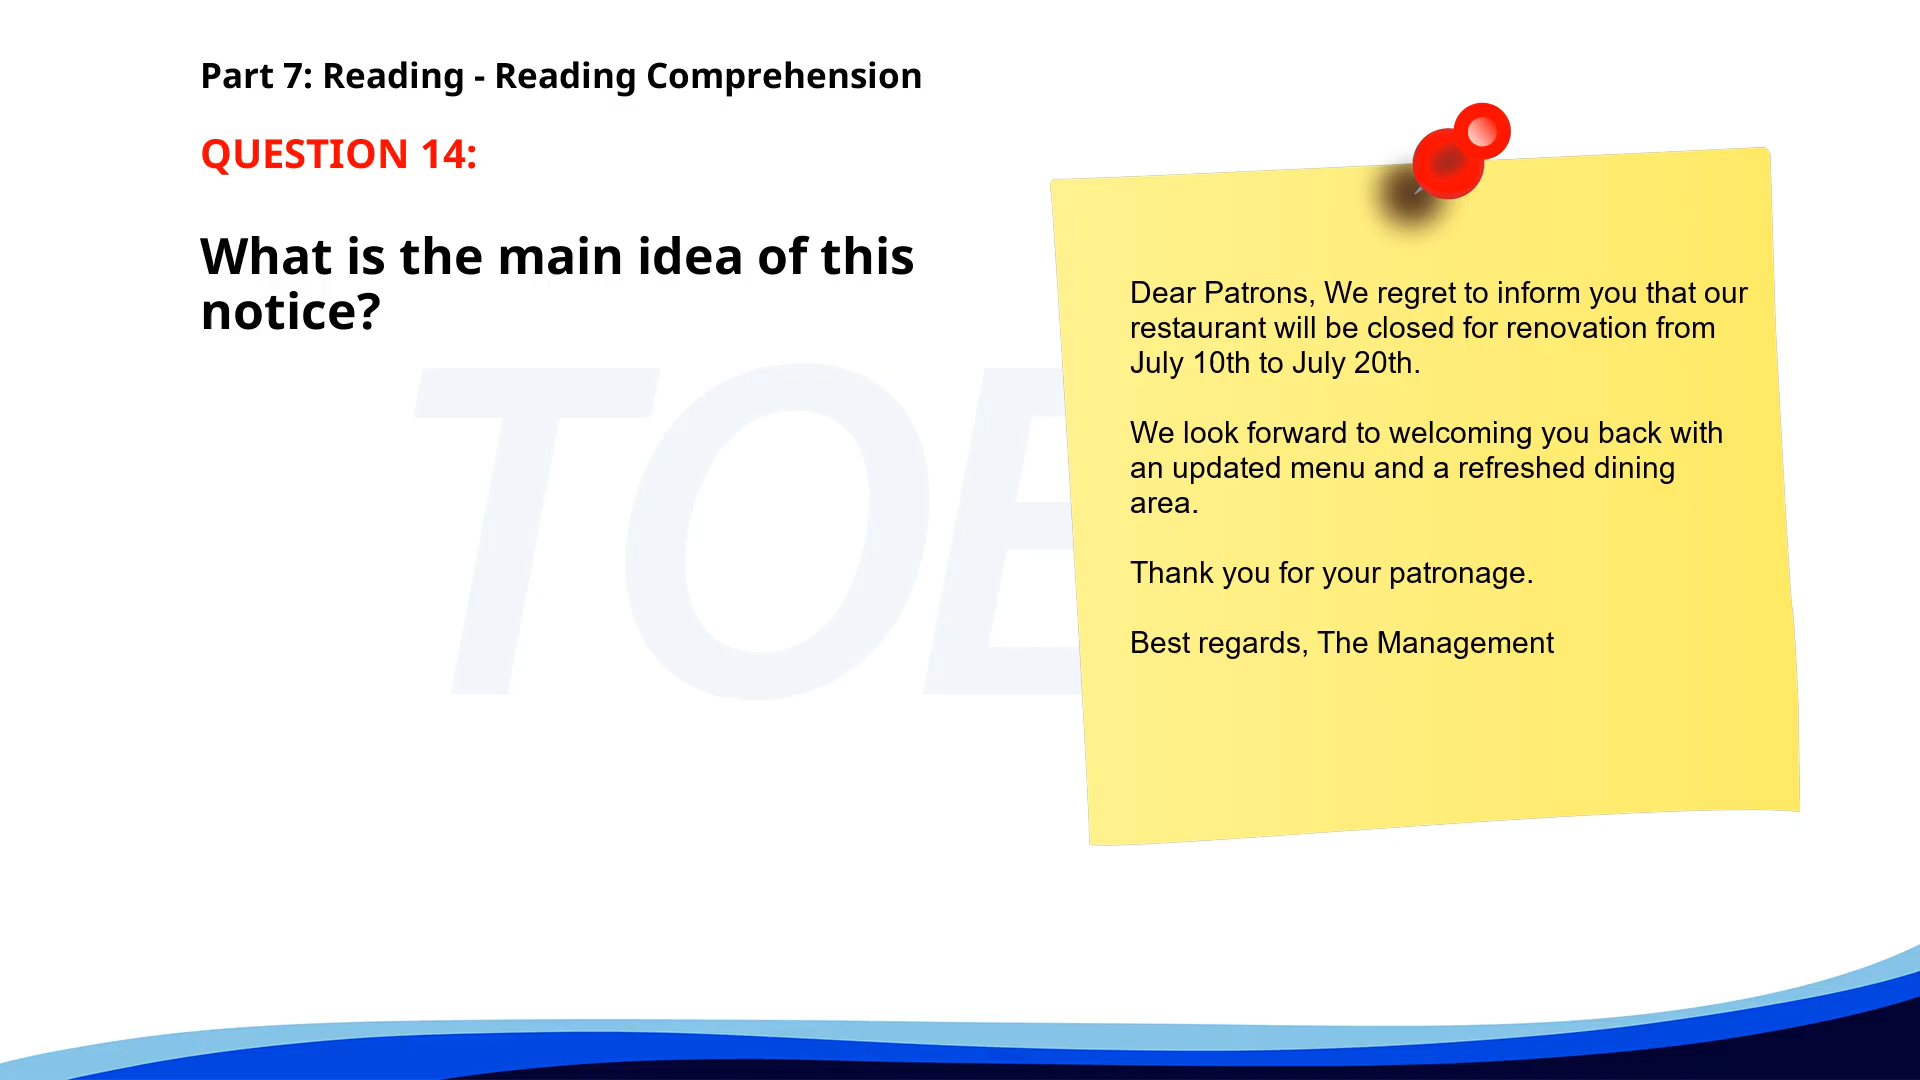 Part 7: Reading - Reading Comprehension
QUESTION 14:
What is the main idea of this
notice?
TOE
Dear Patrons, We regret to inform you that our
restaurant will be closed for renovation from
July 10th to July 20th.
We look forward to welcoming you back with
an updated menu and a refreshed dining
area.
Thank you for your patronage.
Best regards, The Management